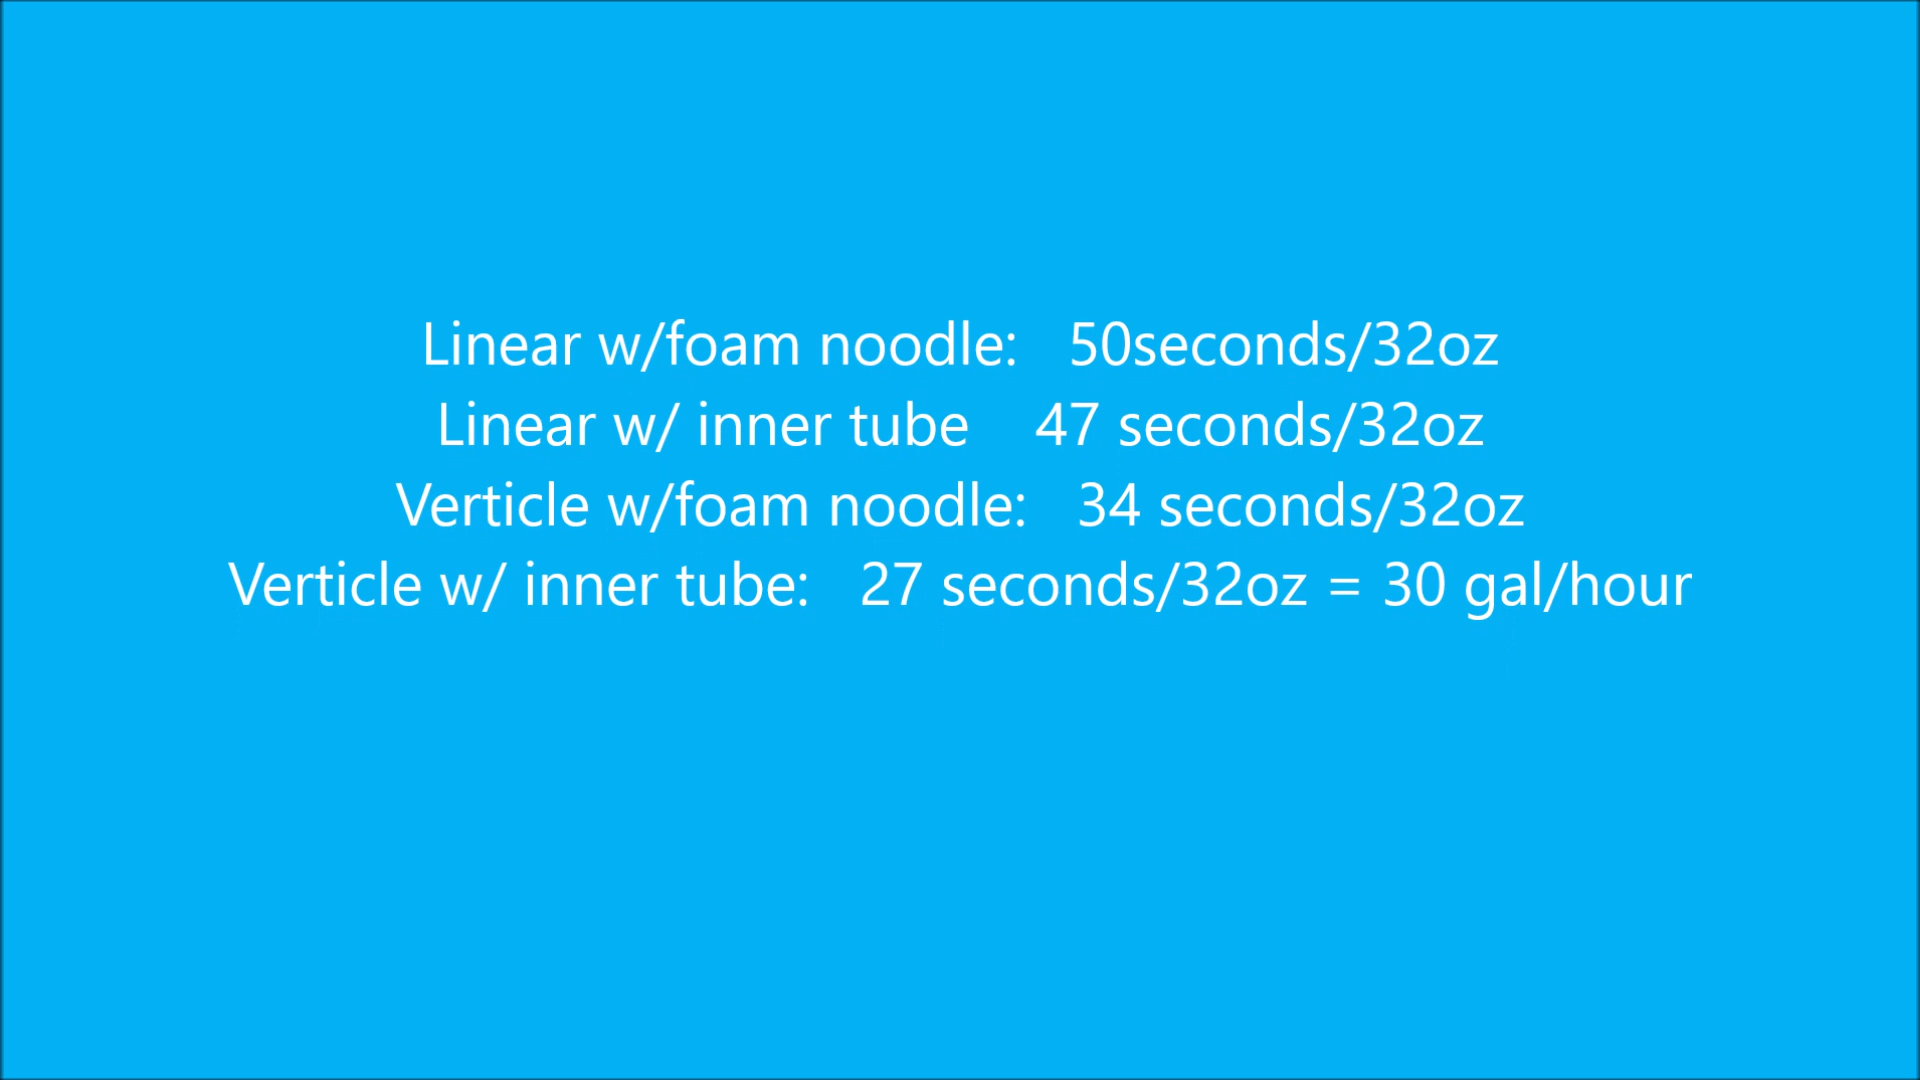 Linear w/foam noodle: 50seconds/32oz
Linear w/ inner tube 47 seconds/32oz
Verticle w/foam noodle: 34 seconds/32oz
Verticle w/ inner tube: 27 seconds/32oz = 30 gal/hour